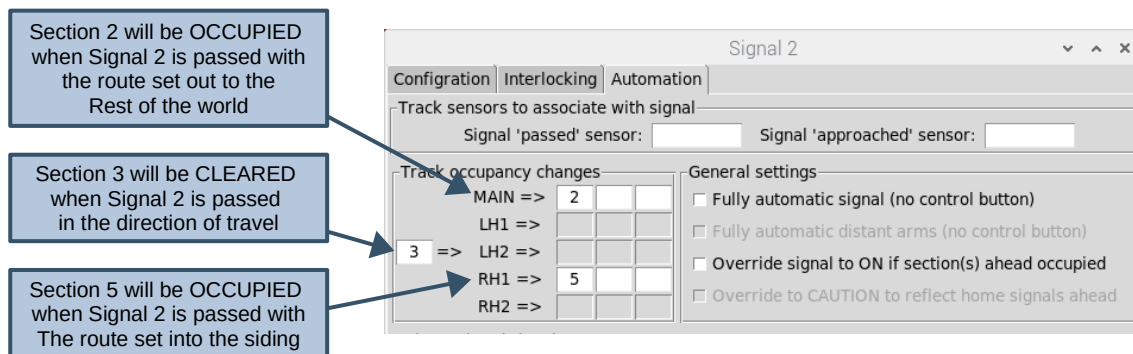 Section 2 will be OCCUPIED
when Signal 2 is passed with
the route set out to the
Rest of the world
Section 3 will be CLEARED
when Signal 2 is passed
in the direction of travel
Section 5 will be OCCUPIED
when Signal 2 is passed with
The route set into the siding
Signal 2
Configration Interlocking Automation
Track sensors to associate with signal
Signal 'passed' sensor: Signal 'approached' sensor:
Track occupancy changes
MAIN => 2
LH1 =>
3 => LH2 =>
RH1 => 5
RH2 =>
General settings
Fully automatic signal (no control button)
Fully automatic distant arms (no control button)
Override signal to ON if section(s) ahead occupied
Override to CAUTION to reflect home signals ahead